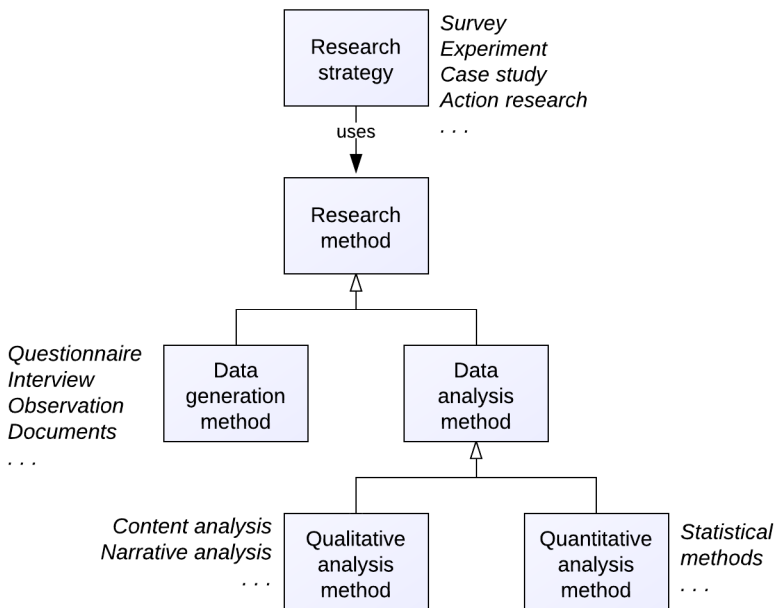 Research
strategy
Survey
Experiment
Case study
Action research
. . .
uses
Research
method
Questionnaire
Interview
Observation
Documents
. . .
Data
generation
method
Data
analysis
method
Content analysis
Narrative analysis
. . .
Qualitative
analysis
method
Quantitative
analysis
method
Statistical
methods
. . .